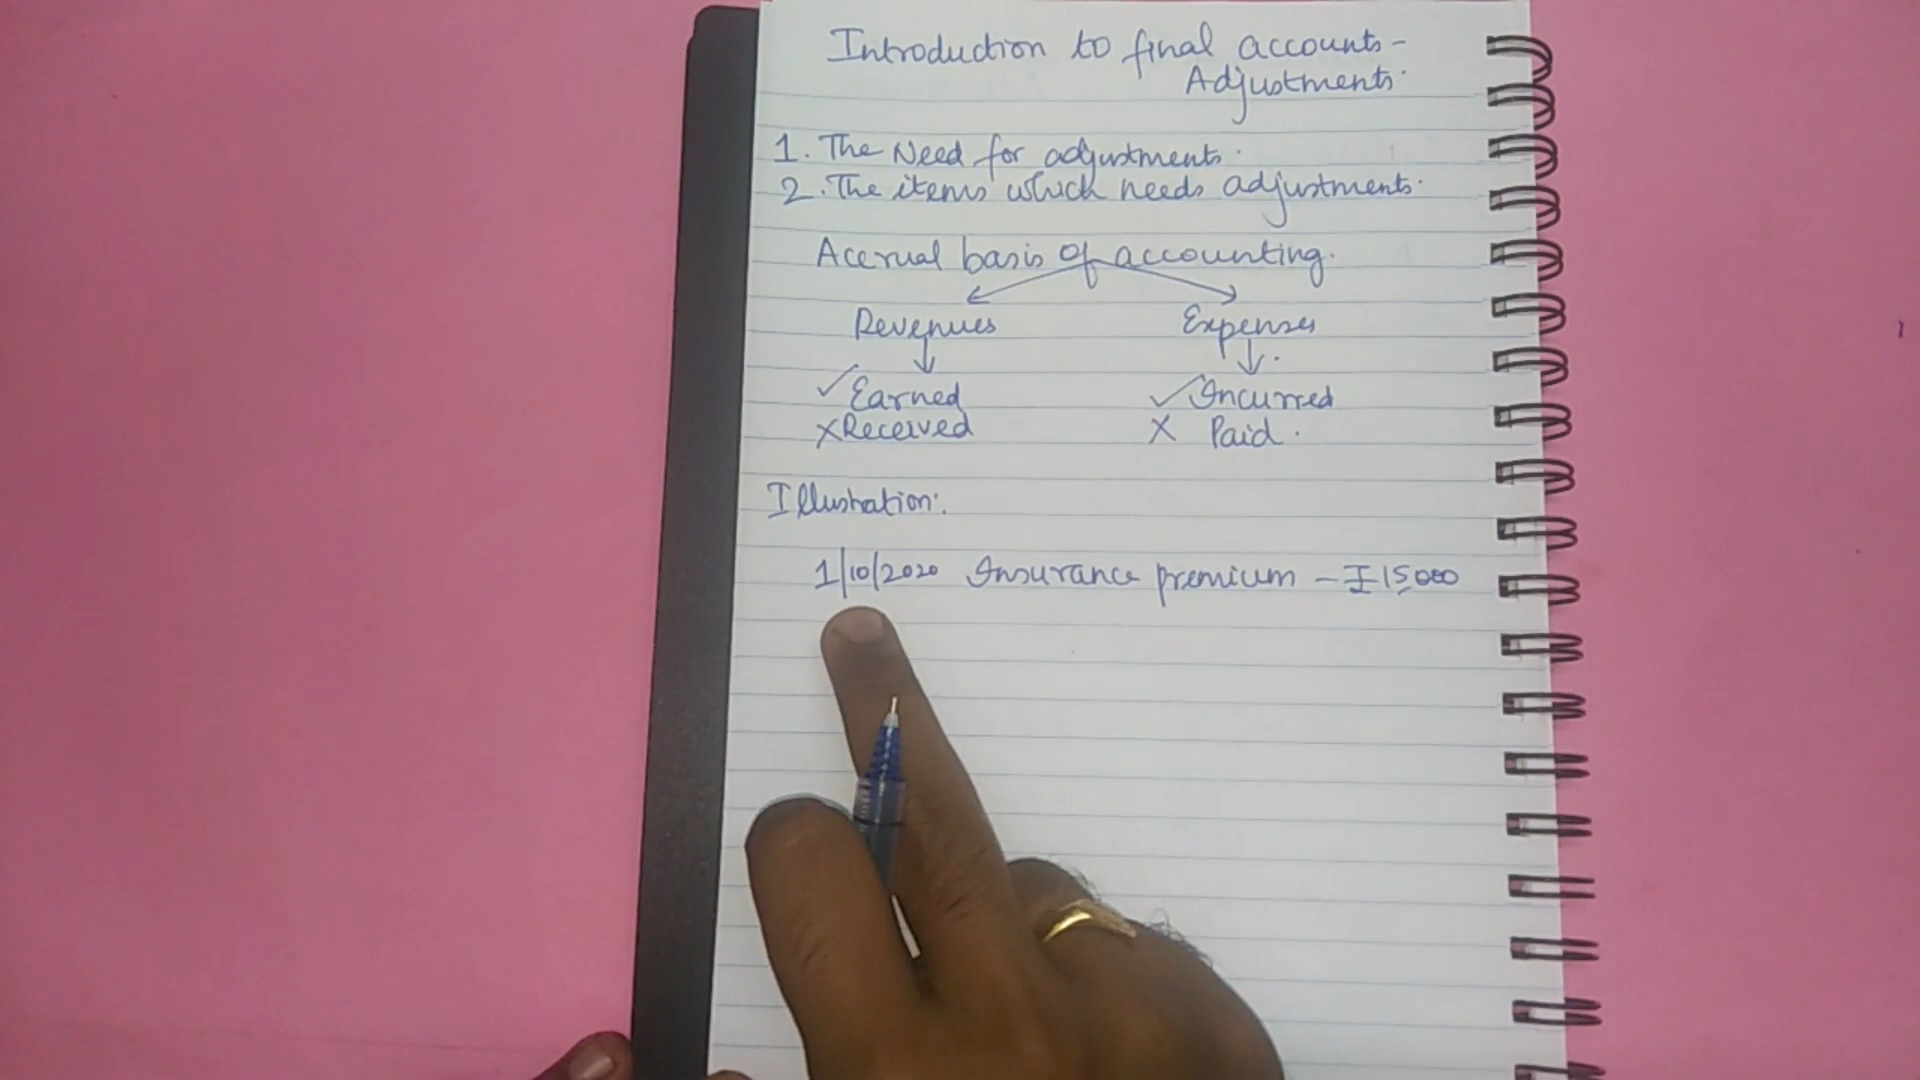 Introduction to final accounts -
Adjustments.
1. The Need for adjustments.
2. The items which needs adjustments.
Accrual basis of accounting.
Revenues Expenses
✓ Earned ✓ Incurred
X Received X Paid.
Illustration:
1/10/2020 Insurance premium - ₹ 15,000